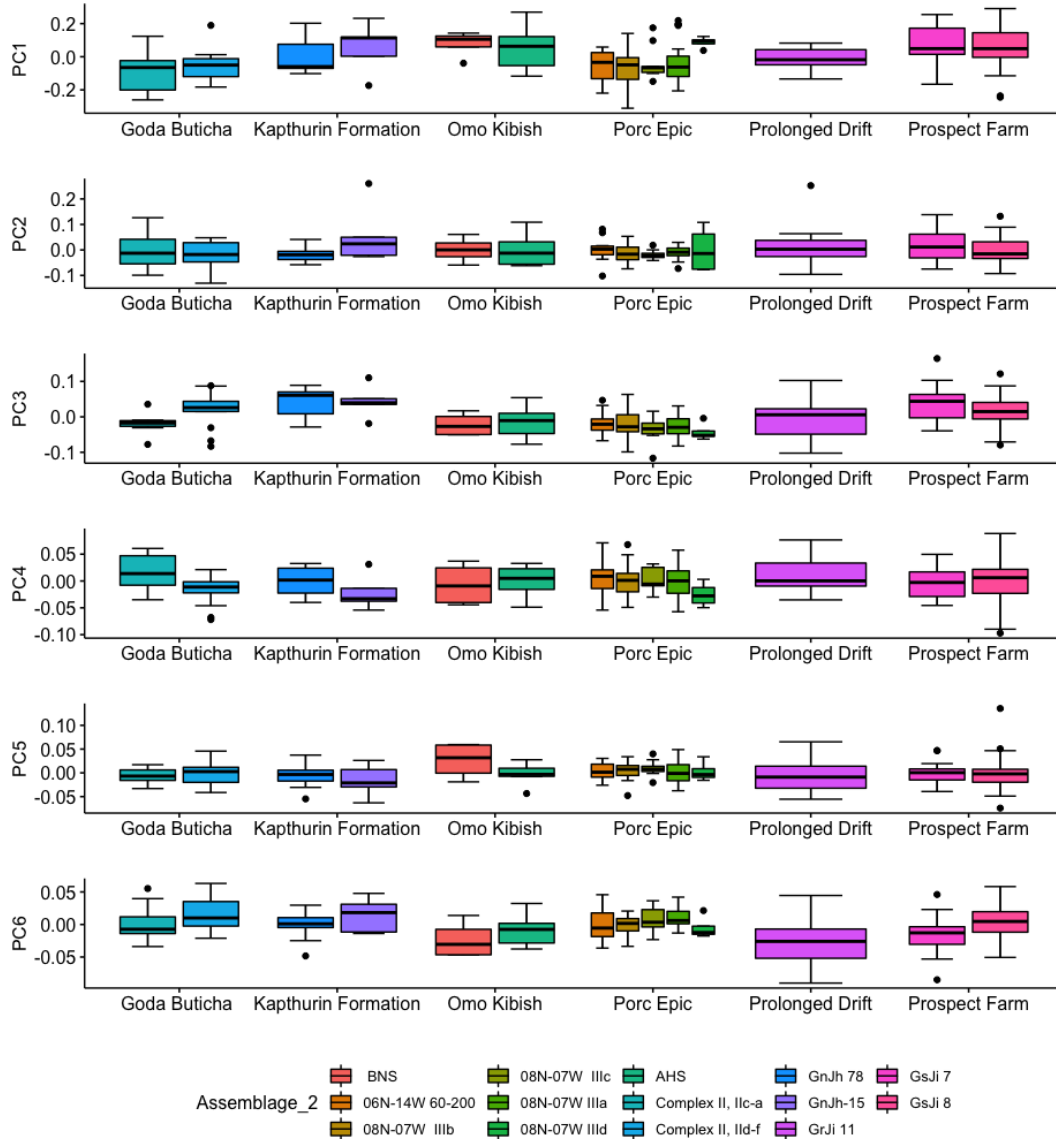 PC1
0.2
0.0
-0.2
Goda Buticha Kapthurin Formation Omo Kibish Porc Epic Prolonged Drift Prospect Farm
PC2
0.2
0.1
0.0
-0.1
Goda Buticha Kapthurin Formation Omo Kibish Porc Epic Prolonged Drift Prospect Farm
PC3
0.1
0.0
-0.1
Goda Buticha Kapthurin Formation Omo Kibish Porc Epic Prolonged Drift Prospect Farm
PC4
0.05
0.00
-0.05
-0.10
Goda Buticha Kapthurin Formation Omo Kibish Porc Epic Prolonged Drift Prospect Farm
PC5
0.10
0.05
0.00
-0.05
Goda Buticha Kapthurin Formation Omo Kibish Porc Epic Prolonged Drift Prospect Farm
PC6
0.05
0.00
-0.05
Goda Buticha Kapthurin Formation Omo Kibish Porc Epic Prolonged Drift Prospect Farm
Assemblage_2
BNS 08N-07W IIIc AHS GnJh 78 GsJi 7
06N-14W 60-200 08N-07W IIIa Complex II, IIc-a GnJh-15 GsJi 8
08N-07W IIIb 08N-07W IIId Complex II, IId-f GrJi 11